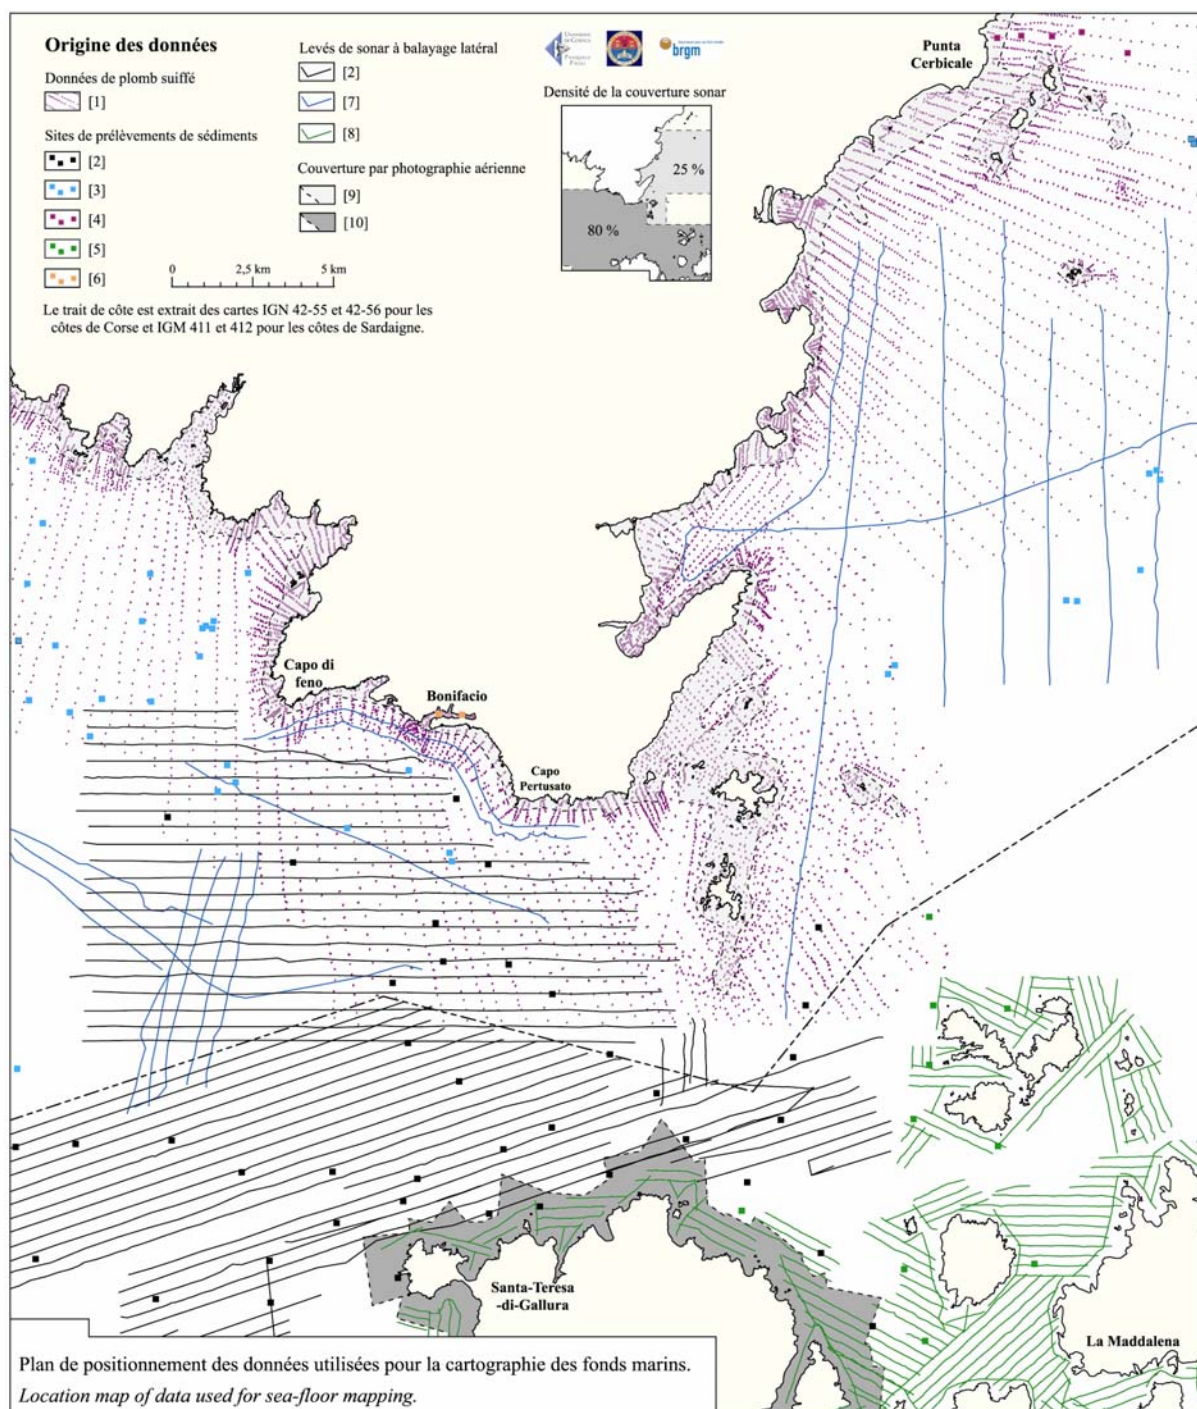 Origine des données
Données de plomb suiffé
[1]
Sites de prélèvements de sédiments
[2]
[3]
[4]
[5]
[6]
Levés de sonar à balayage latéral
[2]
[7]
[8]
Couverture par photographie aérienne
[9]
[10]
0 2,5 km 5 km
Le trait de côte est extrait des cartes IGN 42-55 et 42-56 pour les
côtes de Corse et IGM 411 et 412 pour les côtes de Sardaigne.
brgm
Densité de la couverture sonar
25 %
80 %
Punta
Cerbicale
Capo di
feno
Bonifacio
Capo
Pertusato
Santa-Teresa
-di-Gallura
La Maddalena
Plan de positionnement des données utilisées pour la cartographie des fonds marins.
Location map of data used for sea-floor mapping.